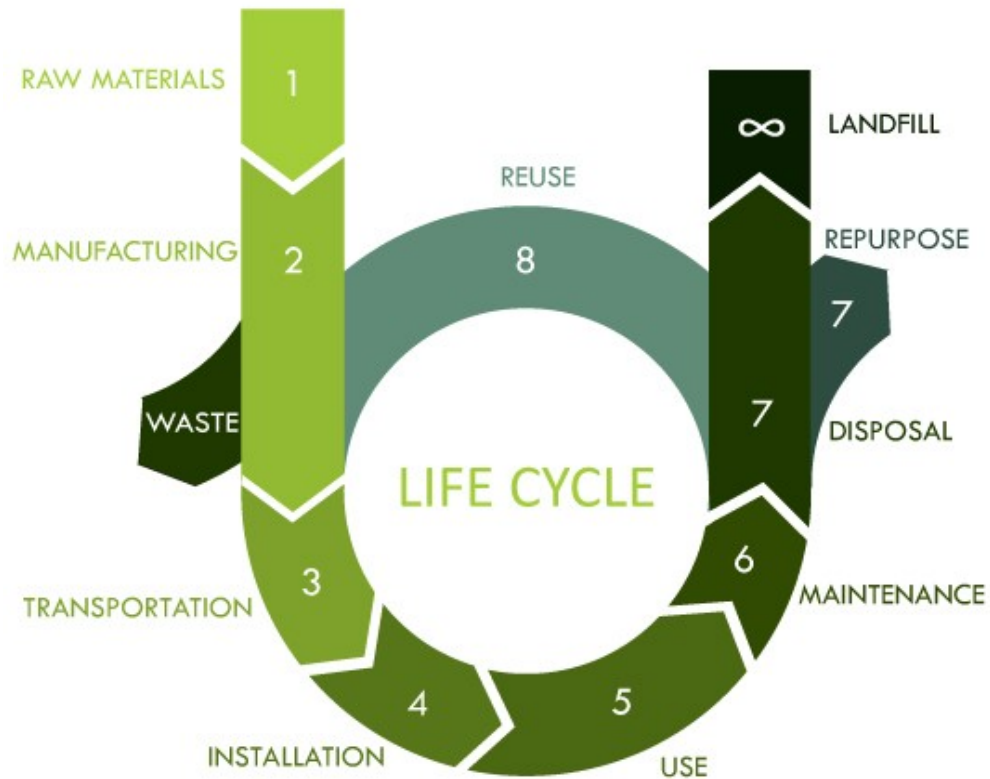 RAW MATERIALS
1
∞
LANDFILL
REUSE
MANUFACTURING
2
8
REPURPOSE
7
WASTE
7
DISPOSAL
LIFE CYCLE
3
6
TRANSPORTATION
MAINTENANCE
4
5
INSTALLATION
USE